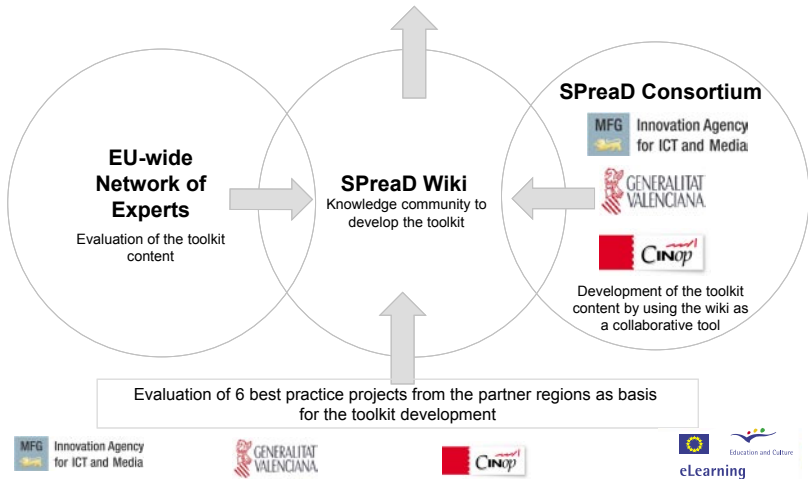 EU-wide
Network of
Experts
Evaluation of the toolkit
content
SPreaD Wiki
Knowledge community to
develop the toolkit
SPreaD Consortium
MFG Innovation Agency
for ICT and Media
GENERALITAT
VALENCIANA
CINOP
Development of the toolkit
content by using the wiki as
a collaborative tool
Evaluation of 6 best practice projects from the partner regions as basis
for the toolkit development
MFG Innovation Agency
for ICT and Media
GENERALITAT
VALENCIANA
CINOP
Education and Culture
eLearning